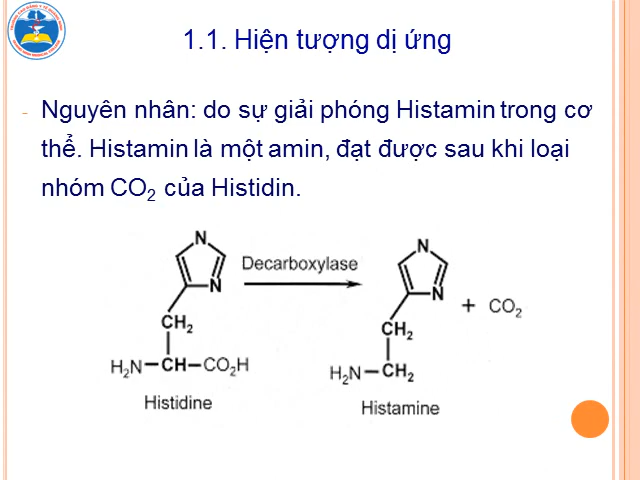 1.1. Hiện tượng dị ứng
- Nguyên nhân: do sự giải phóng Histamin trong cơ
thể. Histamin là một amin, đạt được sau khi loại
nhóm CO₂ của Histidin.
N
N
CH₂
H₂N–CH–CO₂H
Histidine
Decarboxylase
N
N
CH₂
H₂N–CH₂
Histamine
+ CO₂